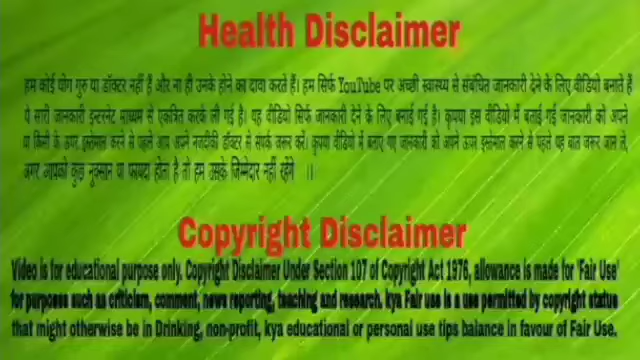 Health Disclaimer
हम कोई योग गुरु या डॉक्टर नहीं हैं और ना ही उनके होने का दावा करते हैं। हम सिर्फ YouTube पर अच्छी स्वास्थ्य से संबंधित जानकारी देने के लिए वीडियो बनाते हैं
ये सारी जानकारी इन्टरनेट माध्यम से एकत्रित करके ली गई है। यह वीडियो सिर्फ जानकारी देने के लिए बनाई गई है। कृपया इस वीडियो में बताई गई जानकारी को अपने
या किसी के ऊपर इस्तेमाल करने से पहले आप अपने नजदीकी डॉक्टर से संपर्क जरूर करें। कृपया वीडियो में बताए गए जानकारी को अपने ऊपर इस्तेमाल करने से पहले यह बात जरूर जान लें,
अगर आपको कुछ नुक्सान या फायदा होता है तो हम उसके जिम्मेदार नहीं रहेंगे ।।
Copyright Disclaimer
Video is for educational purpose only. Copyright Disclaimer Under Section 107 of Copyright Act 1976, allowance is made for 'Fair Use'
for purposes such as criticism, comment, news reporting, teaching and research. kya Fair use is a use permitted by copyright status
that might otherwise be in Drinking, non-profit, kya educational or personal use tips balance in favour of Fair Use.